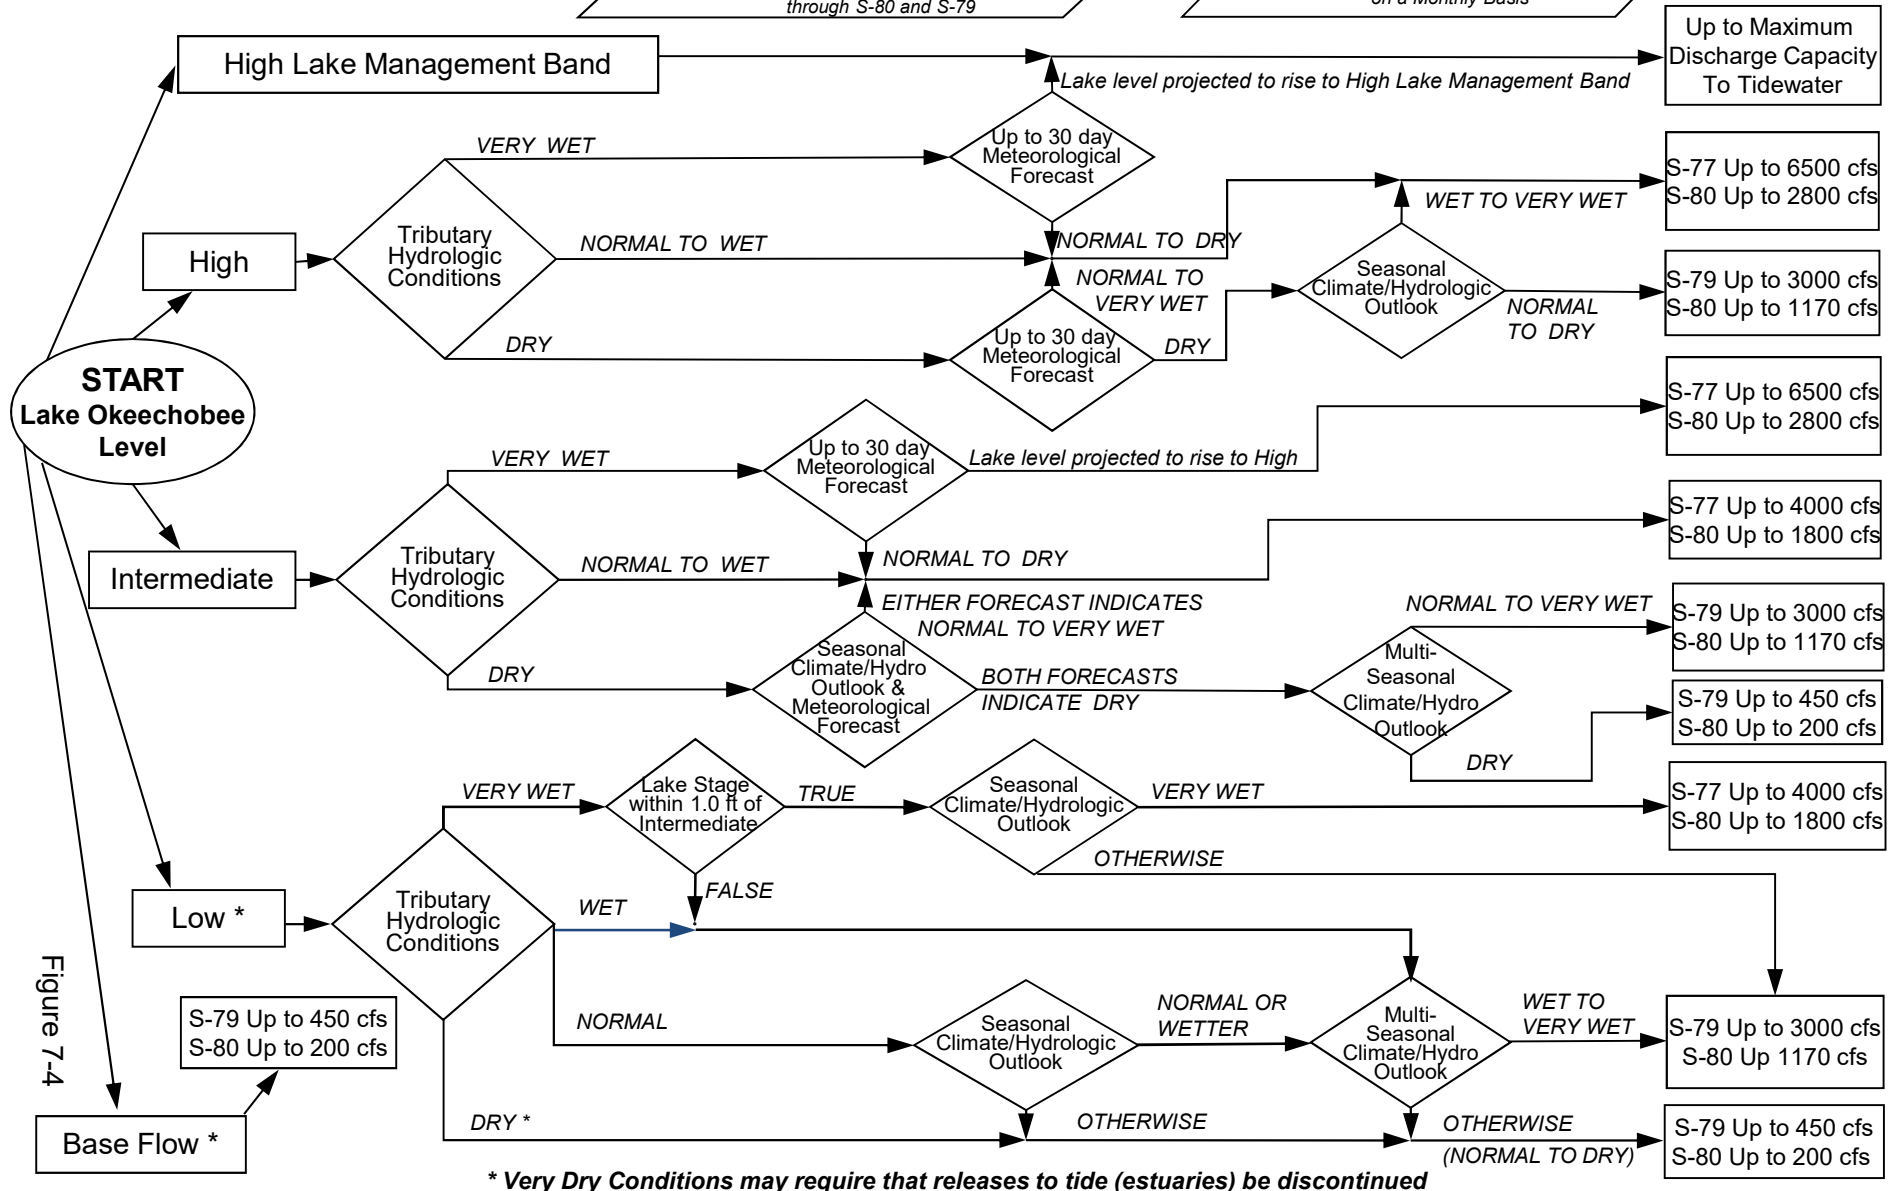 through S-80 and S-79
on a Monthly Basis
High Lake Management Band
Lake level projected to rise to High Lake Management Band
Up to Maximum
Discharge Capacity
To Tidewater
High
Tributary
Hydrologic
Conditions
VERY WET
NORMAL TO WET
DRY
Up to 30 day
Meteorological
Forecast
NORMAL TO DRY
NORMAL TO
VERY WET
Up to 30 day
Meteorological
Forecast
DRY
Seasonal
Climate/Hydrologic
Outlook
WET TO VERY WET
NORMAL
TO DRY
S-77 Up to 6500 cfs
S-80 Up to 2800 cfs
S-79 Up to 3000 cfs
S-80 Up to 1170 cfs
START
Lake Okeechobee
Level
Intermediate
Tributary
Hydrologic
Conditions
VERY WET
NORMAL TO WET
DRY
Up to 30 day
Meteorological
Forecast
Lake level projected to rise to High
NORMAL TO DRY
EITHER FORECAST INDICATES
NORMAL TO VERY WET
Seasonal
Climate/Hydro
Outlook &
Meteorological
Forecast
BOTH FORECASTS
INDICATE DRY
Multi-
Seasonal
Climate/Hydro
Outlook
NORMAL TO VERY WET
DRY
S-77 Up to 6500 cfs
S-80 Up to 2800 cfs
S-77 Up to 4000 cfs
S-80 Up to 1800 cfs
S-79 Up to 3000 cfs
S-80 Up to 1170 cfs
S-79 Up to 450 cfs
S-80 Up to 200 cfs
Low *
Tributary
Hydrologic
Conditions
VERY WET
WET
NORMAL
DRY *
Lake Stage
within 1.0 ft of
Intermediate
TRUE
FALSE
Seasonal
Climate/Hydrologic
Outlook
VERY WET
OTHERWISE
S-77 Up to 4000 cfs
S-80 Up to 1800 cfs
Seasonal
Climate/Hydrologic
Outlook
NORMAL OR
WETTER
OTHERWISE
Multi-
Seasonal
Climate/Hydro
Outlook
WET TO
VERY WET
OTHERWISE
(NORMAL TO DRY)
S-79 Up to 3000 cfs
S-80 Up 1170 cfs
S-79 Up to 450 cfs
S-80 Up to 200 cfs
Figure 7-4
S-79 Up to 450 cfs
S-80 Up to 200 cfs
Base Flow *
* Very Dry Conditions may require that releases to tide (estuaries) be discontinued